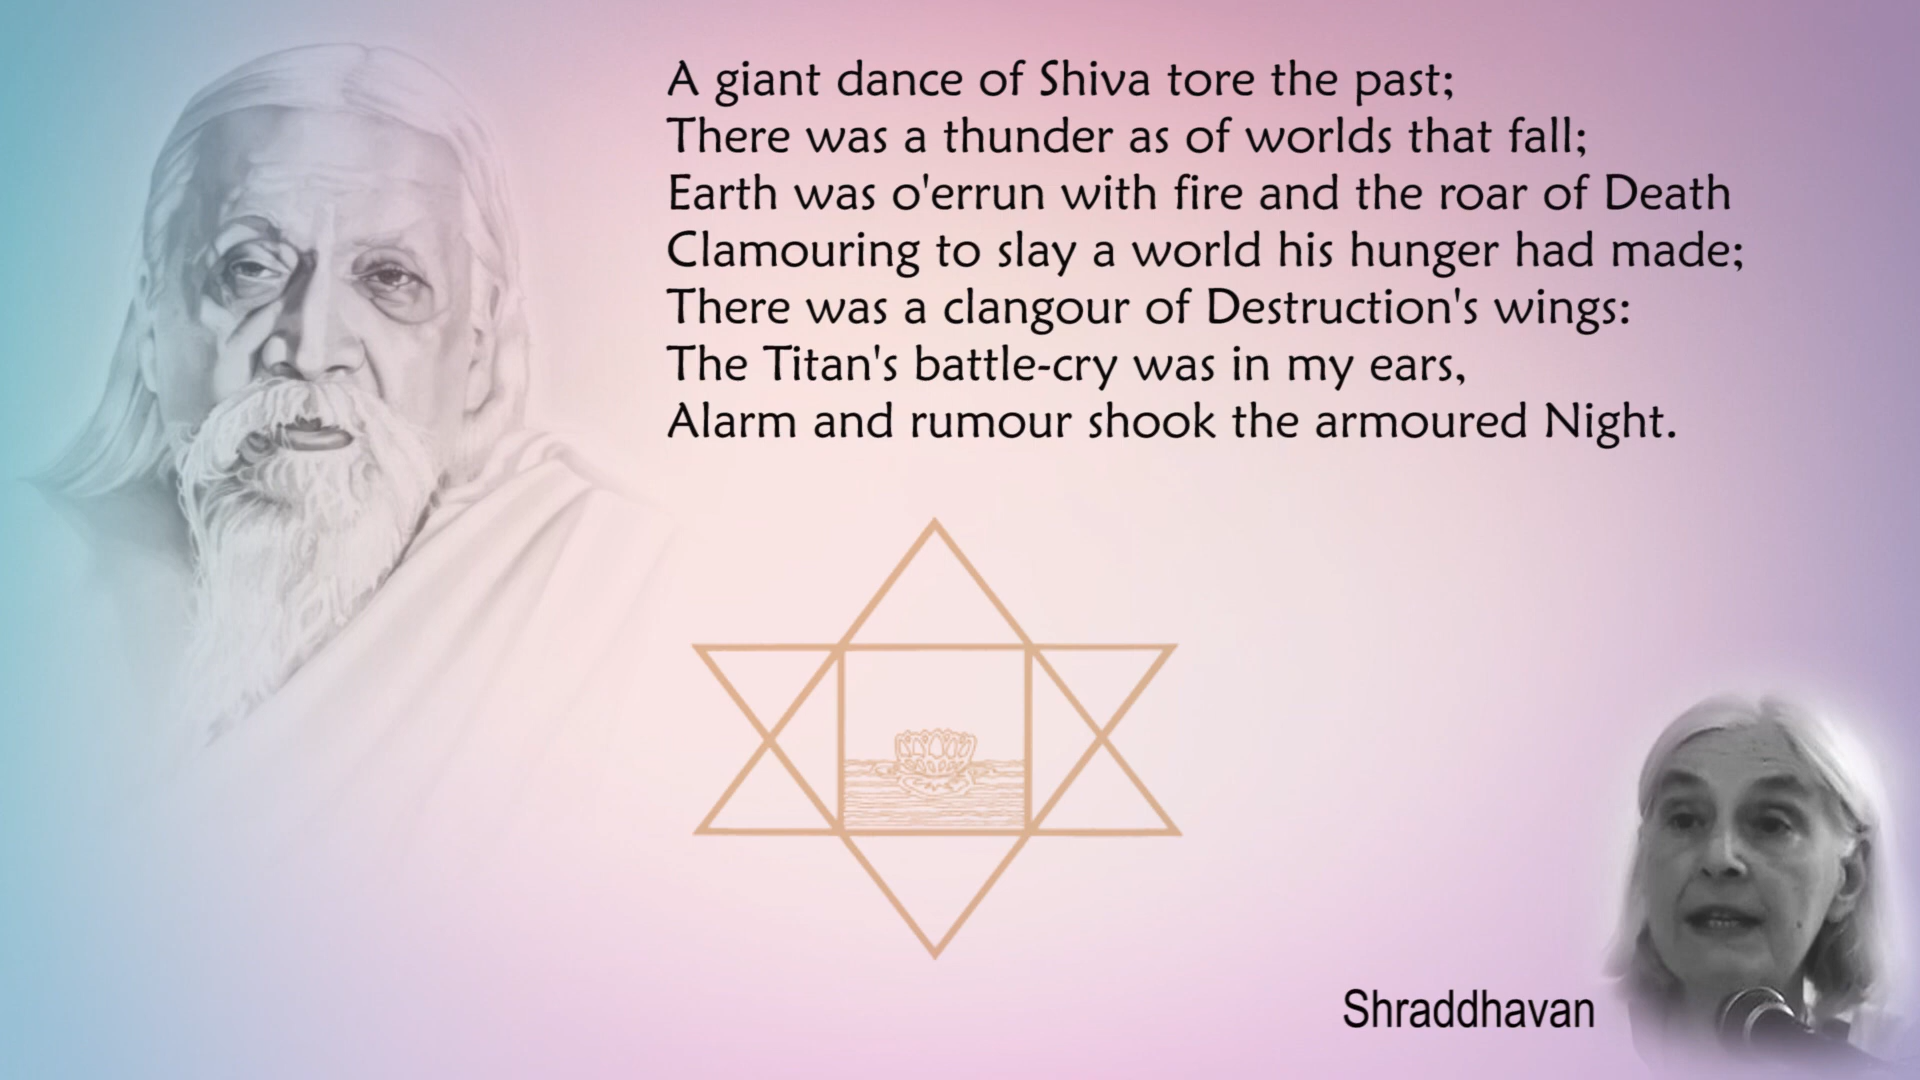 A giant dance of Shiva tore the past;
There was a thunder as of worlds that fall;
Earth was o'errun with fire and the roar of Death
Clamouring to slay a world his hunger had made;
There was a clangour of Destruction's wings:
The Titan's battle-cry was in my ears,
Alarm and rumour shook the armoured Night.
Shraddhavan